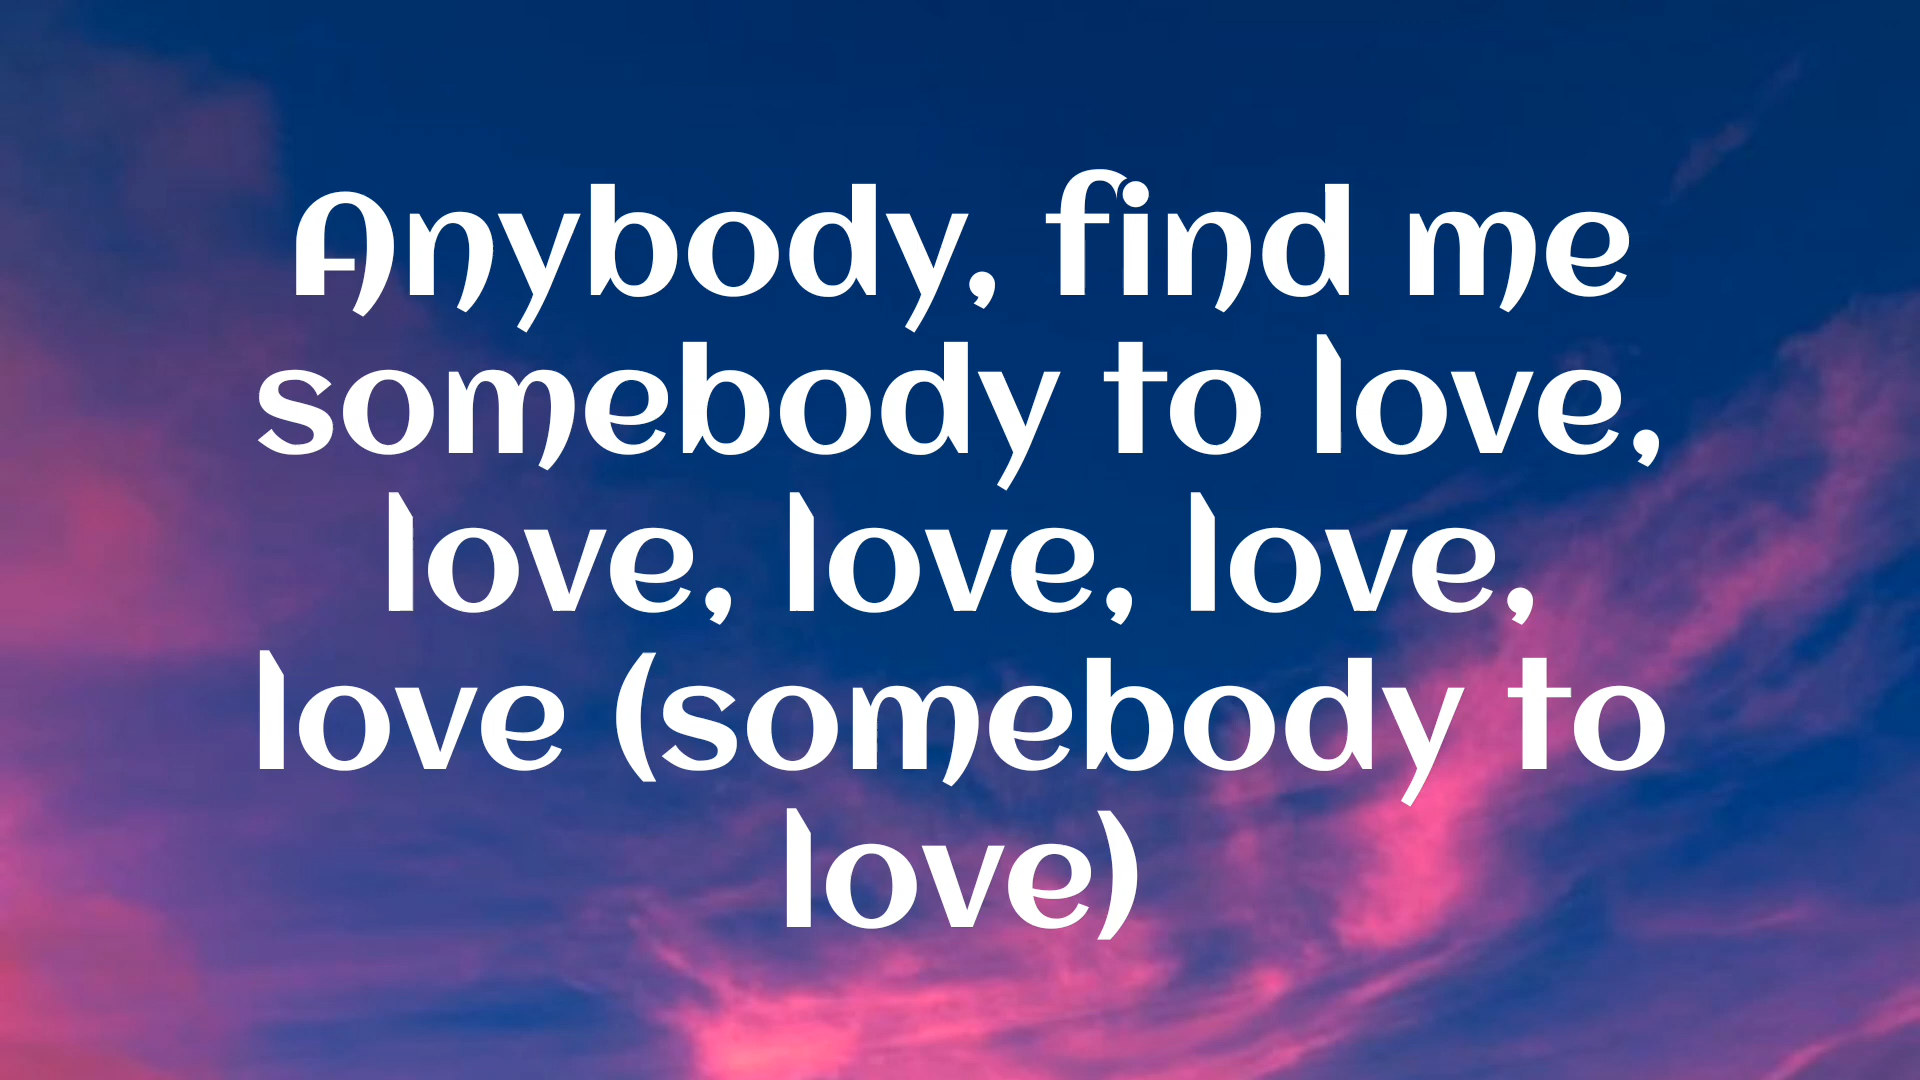 Anybody, find me
somebody to love,
love, love, love,
love (somebody to
love)